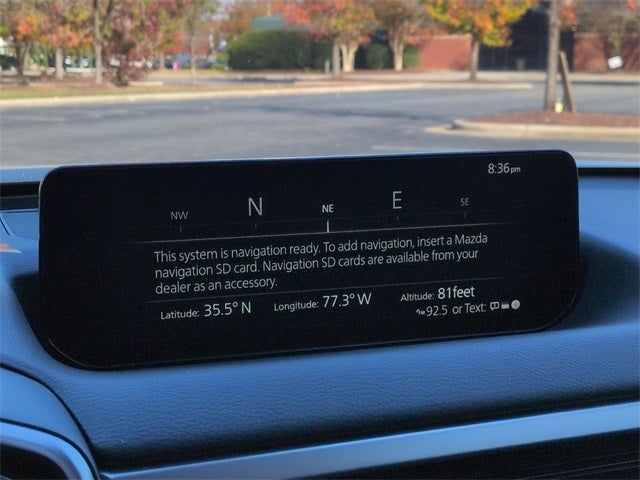 8:36pm
NW N NE E SE
This system is navigation ready. To add navigation, insert a Mazda
navigation SD card. Navigation SD cards are available from your
dealer as an accessory.
Latitude: 35.5° N Longitude: 77.3° W Altitude: 81feet
92.5 or Text: